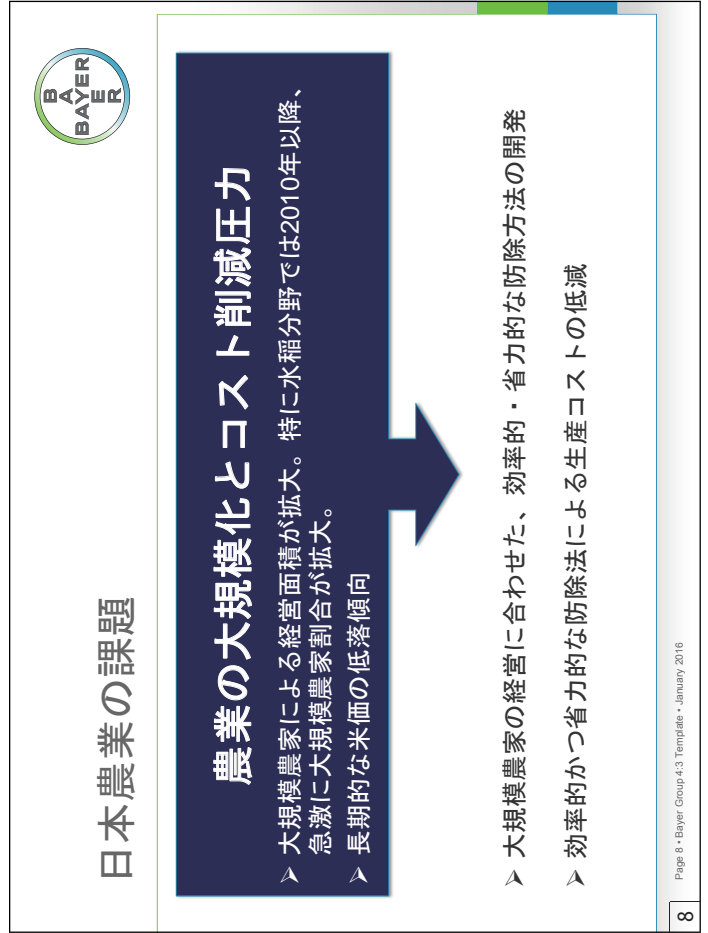 日本農業の課題
BAYER
BAYER
農業の大規模化とコスト削減圧力
➢ 大規模農家による経営面積が拡大。特に水稲分野では2010年以降、
急激に大規模農家割合が拡大。
➢ 長期的な米価の低落傾向
➢ 大規模農家の経営に合わせた、効率的・省力的な防除方法の開発
➢ 効率的かつ省力的な防除法による生産コストの低減
Page 8 • Bayer Group 4:3 Template • January 2016
8